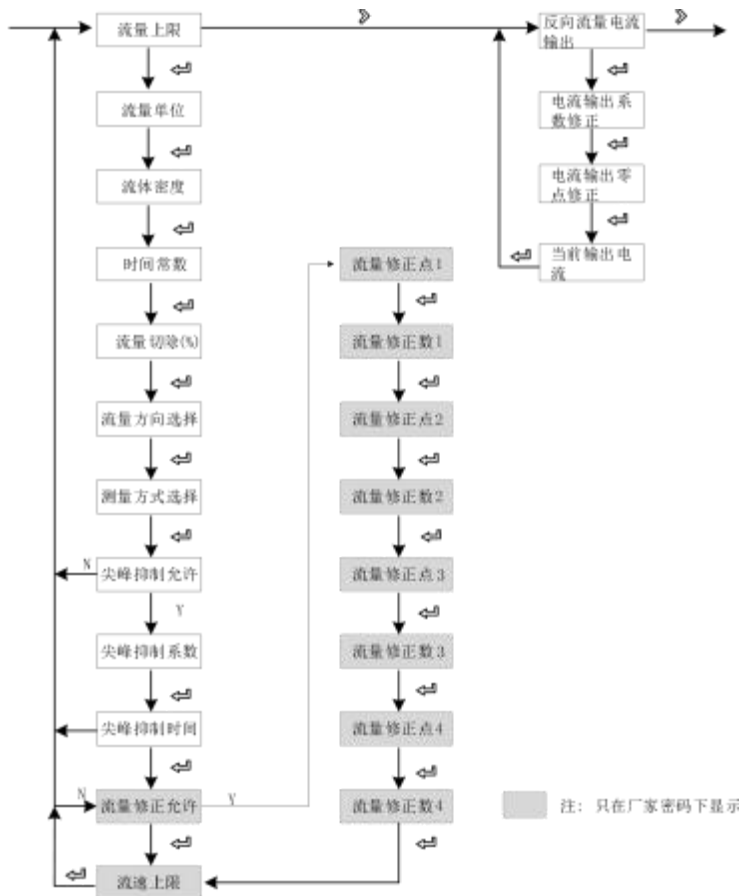 流量上限
流量单位
流体密度
时间常数
流量切除(%)
流量方向选择
测量方式选择
尖峰抑制允许
N
Y
尖峰抑制系数
尖峰抑制时间
流量修正允许
N
Y
流速上限
流量修正点1
流量修正数1
流量修正点2
流量修正数2
流量修正点3
流量修正数3
流量修正点4
流量修正数4
反向流量电流
输出
电流输出系
数修正
电流输出零
点修正
当前输出电
流
注: 只在厂家密码下显示